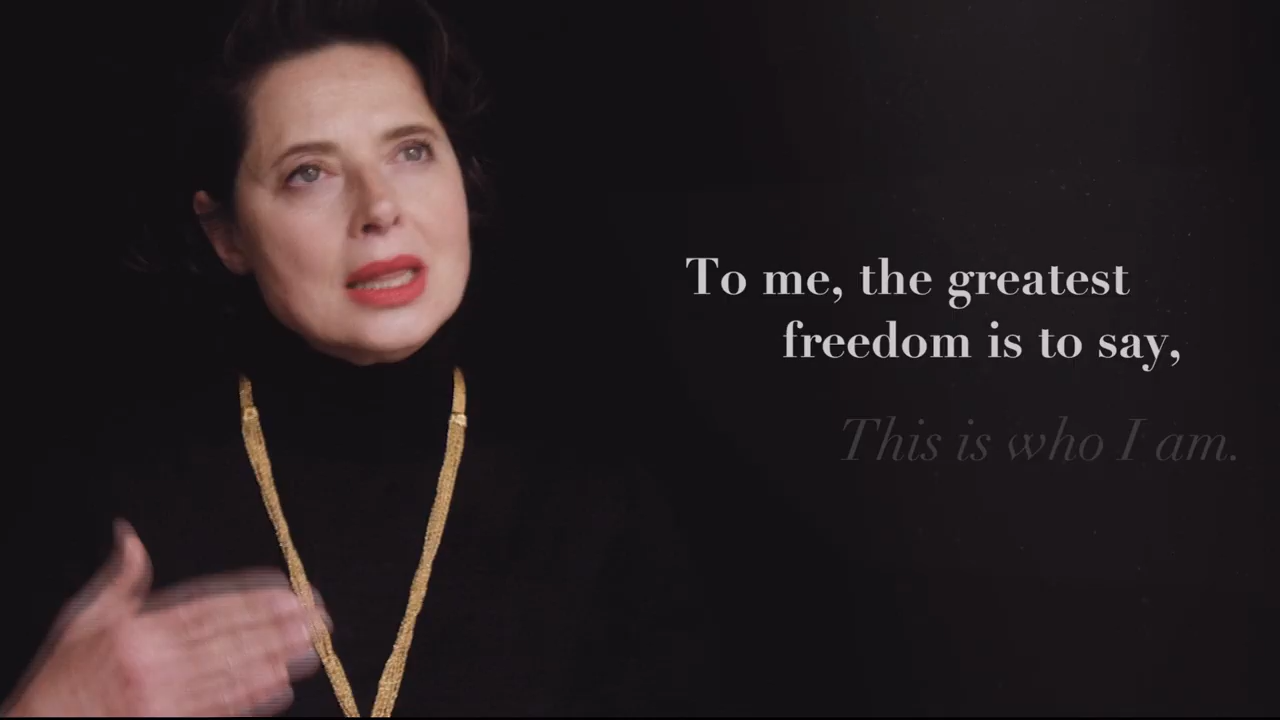 To me, the greatest
freedom is to say,
This is who I am.